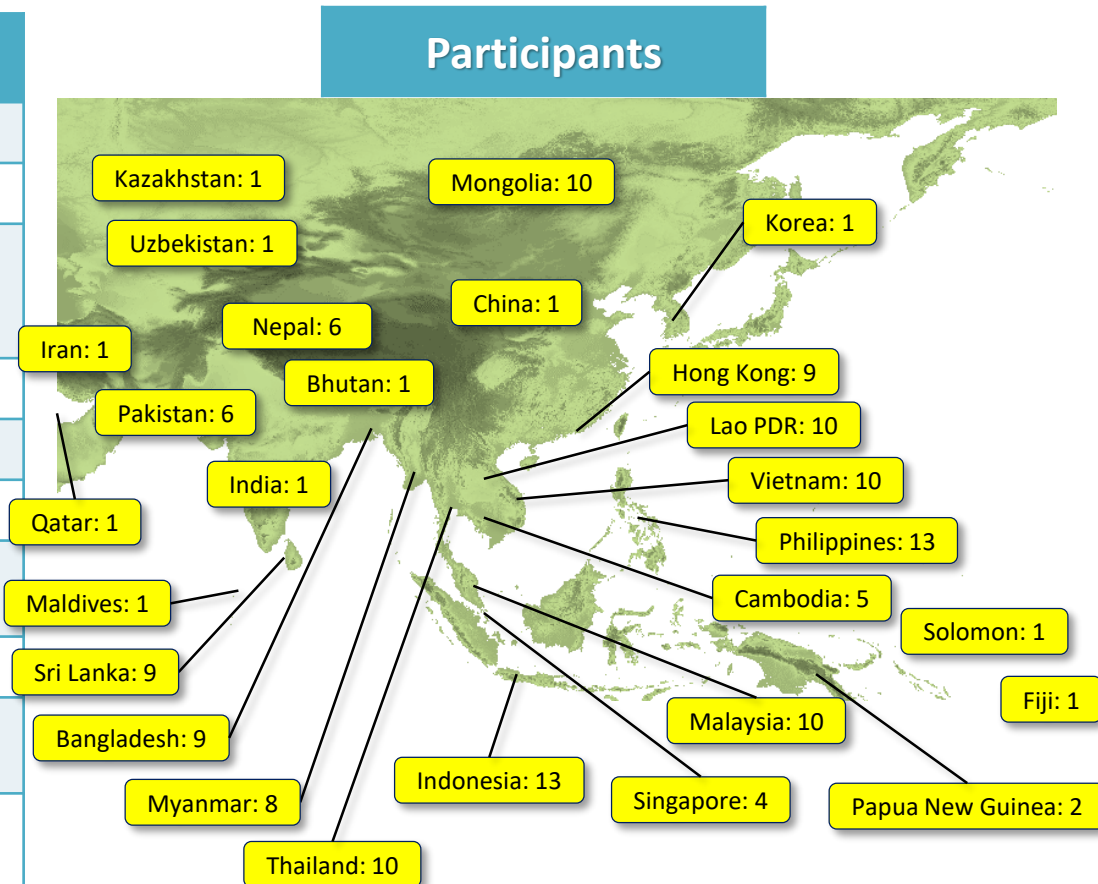 Participants
Kazakhstan: 1
Mongolia: 10
Korea: 1
Uzbekistan: 1
China: 1
Nepal: 6
Iran: 1
Bhutan: 1
Hong Kong: 9
Pakistan: 6
Lao PDR: 10
India: 1
Vietnam: 10
Qatar: 1
Philippines: 13
Maldives: 1
Cambodia: 5
Solomon: 1
Sri Lanka: 9
Fiji: 1
Malaysia: 10
Bangladesh: 9
Indonesia: 13
Myanmar: 8
Singapore: 4
Papua New Guinea: 2
Thailand: 10